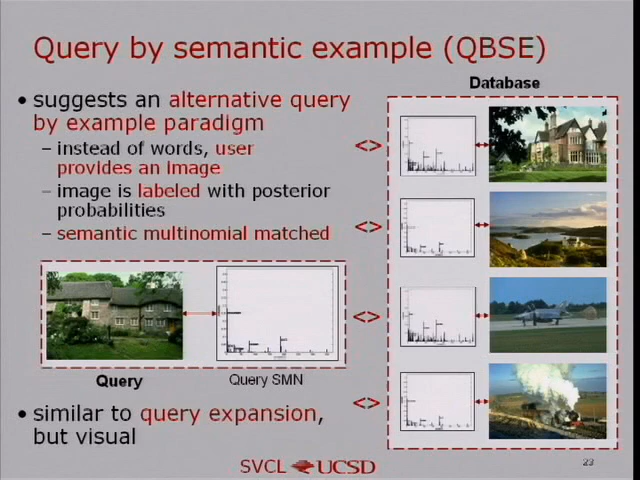 Query by semantic example (QBSE)
• suggests an alternative query
by example paradigm
– instead of words, user
provides an image
– image is labeled with posterior
probabilities
– semantic multinomial matched
Database
<>
<>
<>
<>
Query
Query SMN
• similar to query expansion,
but visual
SVCL UCSD
23